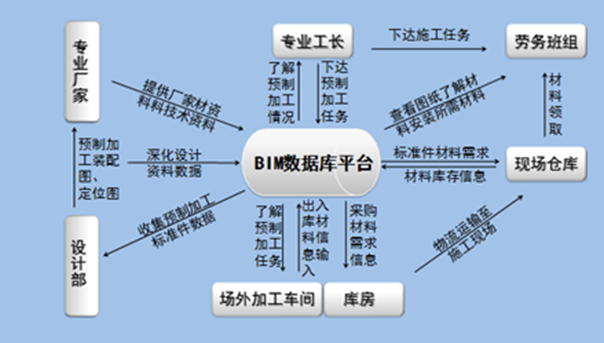 专业厂家
专业工长
下达施工任务
劳务班组
提供厂家材资
料科技术资料
了解
预制
加工
情况
下达
预制
加工
任务
查看图纸了解材
料安装所需材料
材料
领取
预制加
工装配
图、
定位图
深化设计
资料数据
BIM数据库平台
标准件材料需求
材料库存信息
现场仓库
收集预制加工
标准件数据
了解
预制
加工
任务
出入
库材
料信
息输
入
采购
材料
需求
信息
物流运输至
施工现场
设计部
场外加工车间
库房